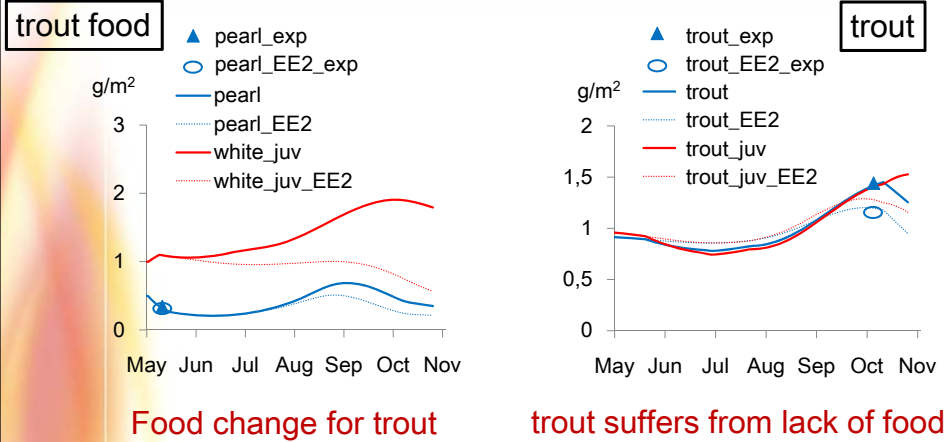 trout food
pearl_exp
pearl_EE2_exp
pearl
pearl_EE2
white_juv
white_juv_EE2
g/m²
3
2
1
0
May Jun Jul Aug Sep Oct Nov
Food change for trout
trout
trout_exp
trout_EE2_exp
trout
trout_EE2
trout_juv
trout_juv_EE2
g/m²
2
1,5
1
0,5
0
May Jun Jul Aug Sep Oct Nov
trout suffers from lack of food